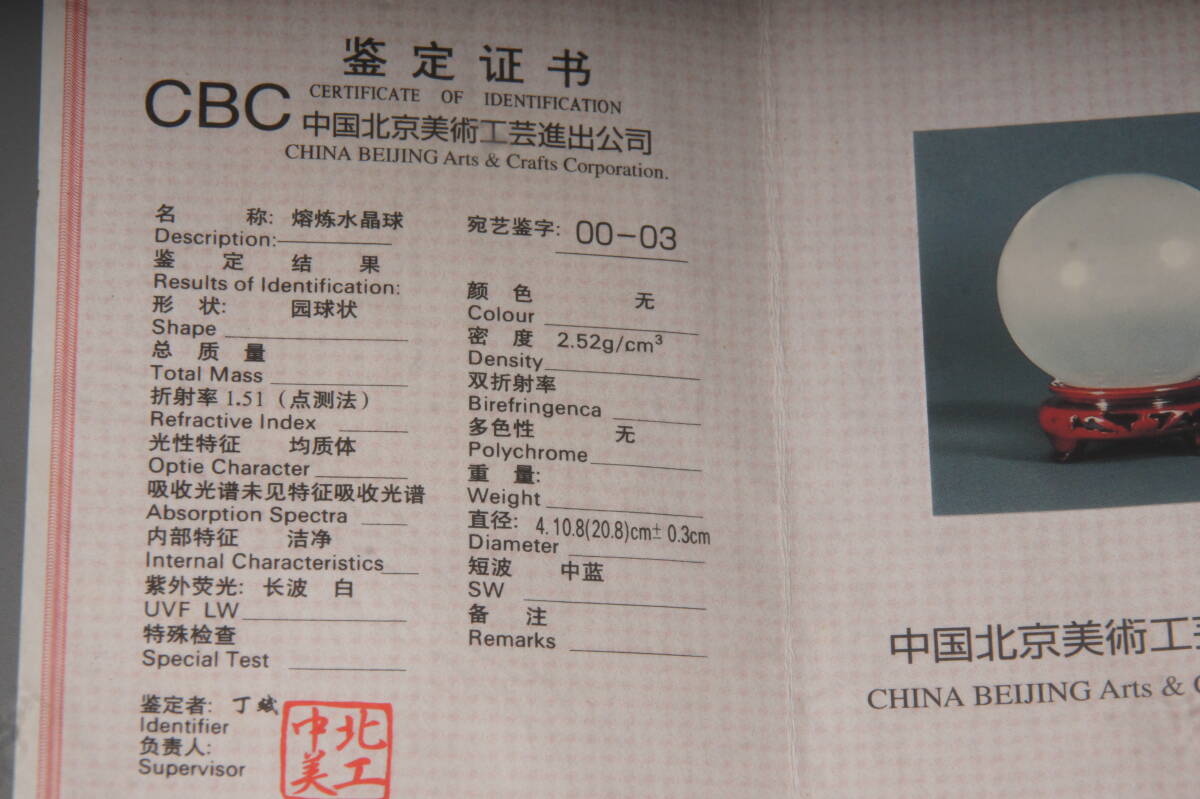 鉴定证书
CERTIFICATE OF IDENTIFICATION
CBC
中国北京美術工芸進出公司
CHINA BEIJING Arts & Crafts Corporation.
名 称: 熔炼水晶球
Description:
鉴 定 结 果
Results of Identification:
形 状: 园球状
Shape
总 质 量
Total Mass
折射率 1.51 (点测法)
Refractive Index
光性特征 均质体
Optie Character
吸收光谱未见特征吸收光谱
Absorption Spectra
内部特征 洁净
Internal Characteristics
紫外荧光: 长波 白
UVF LW
特殊检查
Special Test
鉴定者: 丁
Identifier
负责人:
Supervisor
中北
美工
宛艺鉴字: 00-03
颜 色 无
Colour
密 度 2.52g/cm³
Density
双折射率
Birefringenca
多色性 无
Polychrome
重 量:
Weight
直径: 4.10.8(20.8)cm± 0.3cm
Diameter
短波 中蓝
SW
备 注
Remarks
中国北京美術工芸
CHINA BEIJING Arts &